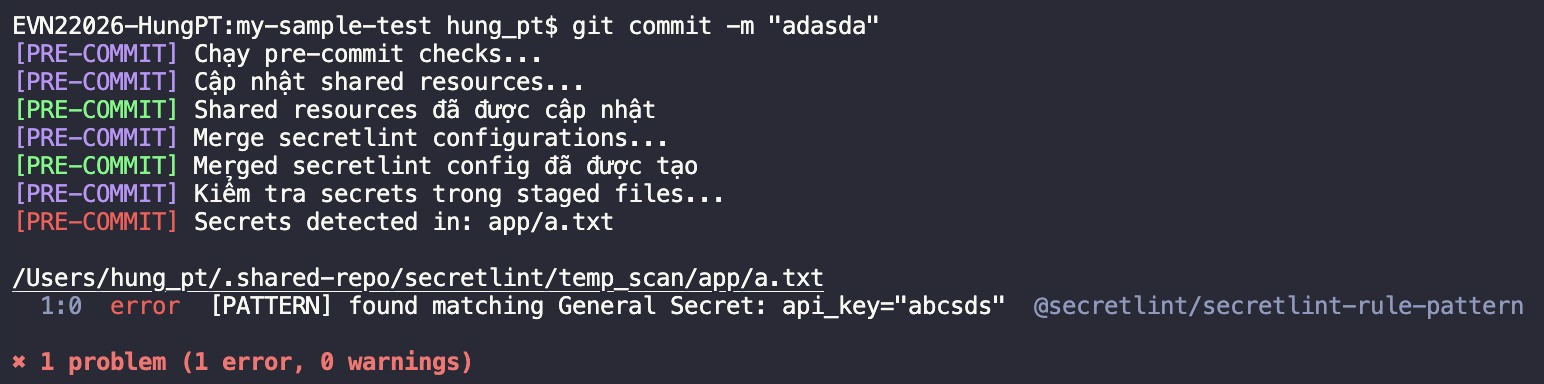 EVN22026-HungPT:my-sample-test hung_pt$ git commit -m "adasda"
[PRE-COMMIT] Chạy pre-commit checks...
[PRE-COMMIT] Cập nhật shared resources...
[PRE-COMMIT] Shared resources đã được cập nhật
[PRE-COMMIT] Merge secretlint configurations...
[PRE-COMMIT] Merged secretlint config đã được tạo
[PRE-COMMIT] Kiểm tra secrets trong staged files...
[PRE-COMMIT] Secrets detected in: app/a.txt
/Users/hung_pt/.shared-repo/secretlint/temp_scan/app/a.txt
1:0  error  [PATTERN] found matching General Secret: api_key="abcsds"  @secretlint/secretlint-rule-pattern
✖ 1 problem (1 error, 0 warnings)